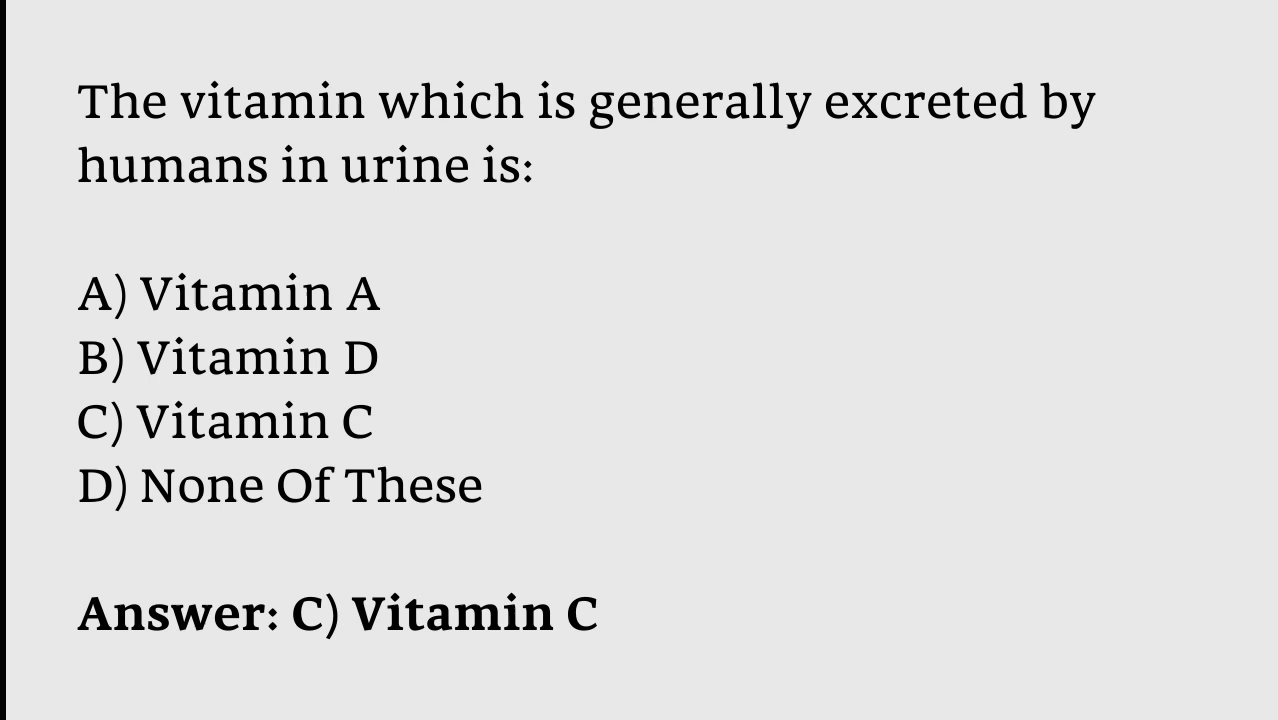 The vitamin which is generally excreted by
humans in urine is:
A) Vitamin A
B) Vitamin D
C) Vitamin C
D) None Of These
Answer: C) Vitamin C